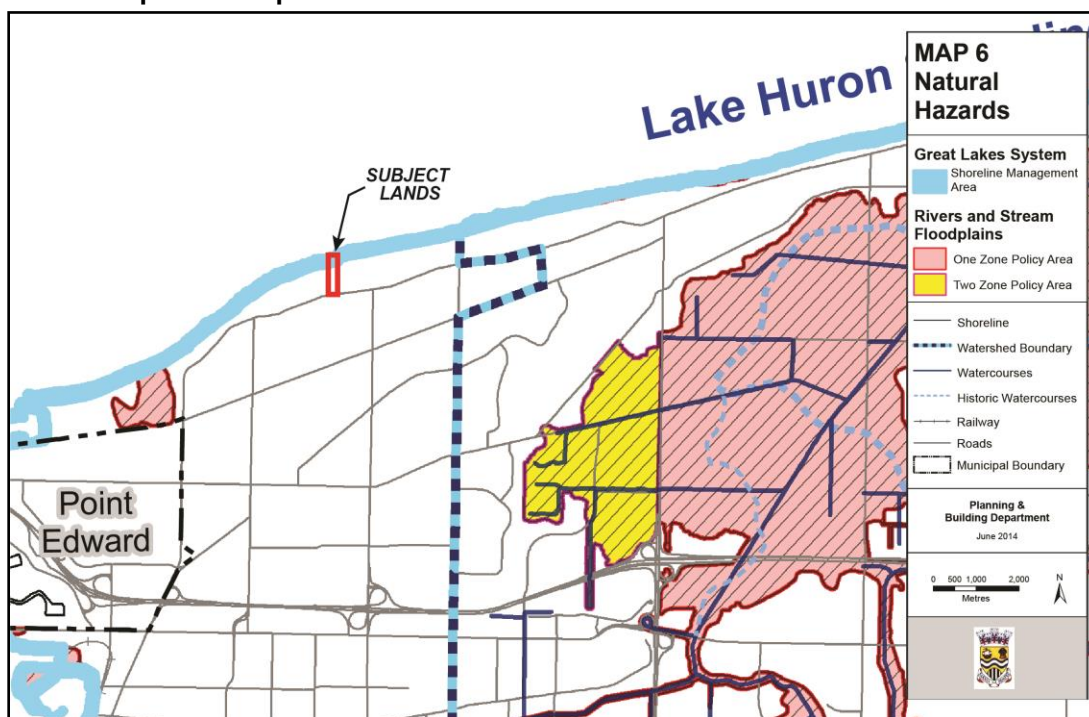 Lake Huron
SUBJECT
LANDS
Point
Edward
MAP 6
Natural
Hazards
Great Lakes System
Shoreline Management
Area
Rivers and Stream
Floodplains
One Zone Policy Area
Two Zone Policy Area
Shoreline
Watershed Boundary
Watercourses
Historic Watercourses
Railway
Roads
Municipal Boundary
Planning &
Building Department
June 2014
0 500 1,000 2,000
Metres
N